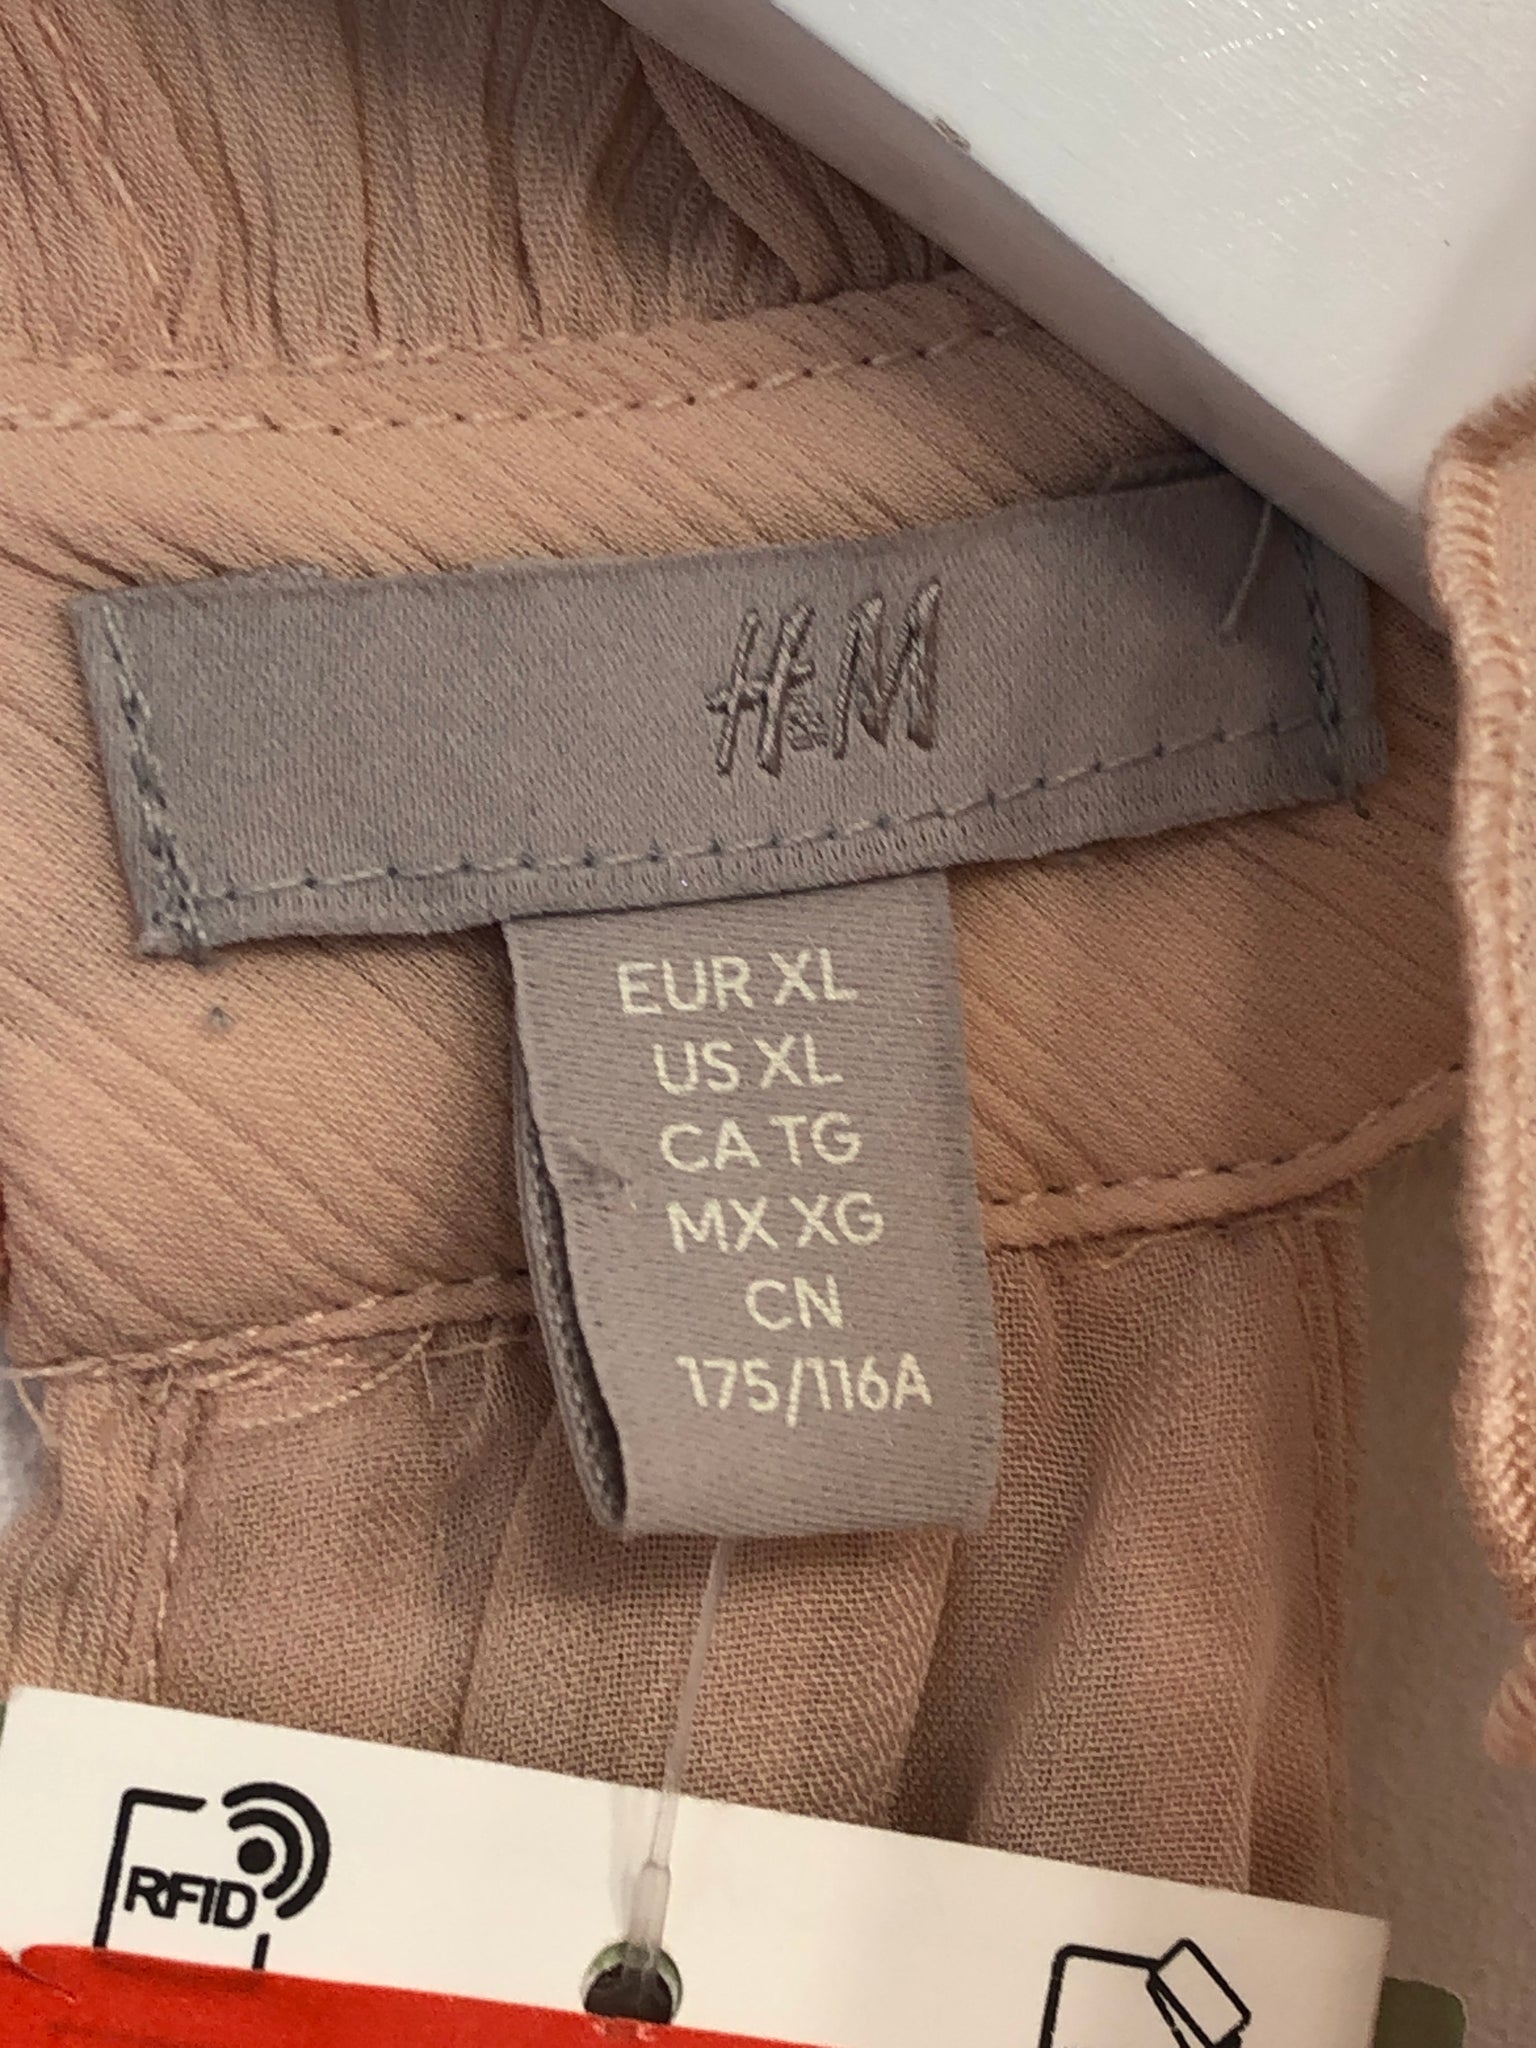 H&M
EUR XL
US XL
CA TG
MX XG
CN
175/116A
RFID